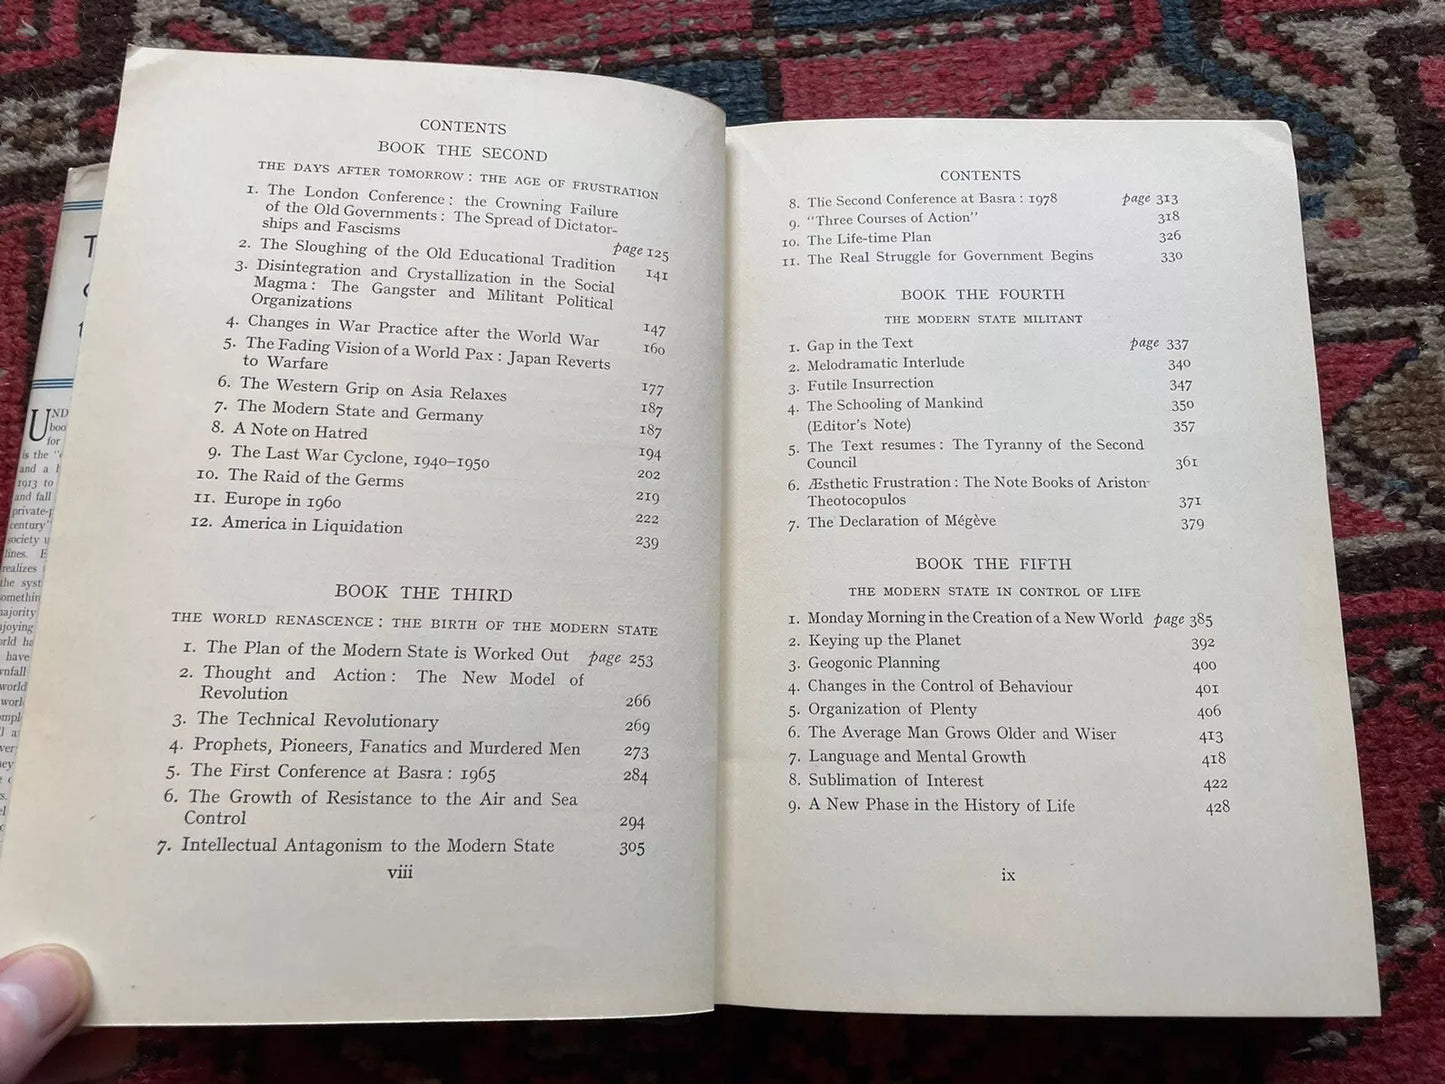 CONTENTS
BOOK THE SECOND
THE DAYS AFTER TOMORROW: THE AGE OF FRUSTRATION
1. The London Conference: the Crowning Failure
of the Old Governments: The Spread of Dictator-
ships and Fascisms page 125
2. The Sloughing of the Old Educational Tradition 141
3. Disintegration and Crystallization in the Social
Magma: The Gangster and Militant Political
Organizations 147
4. Changes in War Practice after the World War 160
5. The Fading Vision of a World Pax: Japan Reverts
to Warfare 177
6. The Western Grip on Asia Relaxes 187
7. The Modern State and Germany 187
8. A Note on Hatred 194
9. The Last War Cyclone, 1940-1950 202
10. The Raid of the Germs 219
11. Europe in 1960 222
12. America in Liquidation 239
BOOK THE THIRD
THE WORLD RENASCENCE: THE BIRTH OF THE MODERN STATE
1. The Plan of the Modern State is Worked Out page 253
2. Thought and Action: The New Model of
Revolution 266
3. The Technical Revolutionary 269
4. Prophets, Pioneers, Fanatics and Murdered Men 273
5. The First Conference at Basra: 1965 284
6. The Growth of Resistance to the Air and Sea
Control 294
7. Intellectual Antagonism to the Modern State 305
viii
CONTENTS
8. The Second Conference at Basra: 1978 page 313
9. "Three Courses of Action" 318
10. The Life-time Plan 326
11. The Real Struggle for Government Begins 330
BOOK THE FOURTH
THE MODERN STATE MILITANT
1. Gap in the Text page 337
2. Melodramatic Interlude 340
3. Futile Insurrection 347
4. The Schooling of Mankind 350
(Editor's Note) 357
5. The Text resumes: The Tyranny of the Second
Council 361
6. Æsthetic Frustration: The Note Books of Ariston
Theotocopulos 371
7. The Declaration of Mégève 379
BOOK THE FIFTH
THE MODERN STATE IN CONTROL OF LIFE
1. Monday Morning in the Creation of a New World page 385
2. Keying up the Planet 392
3. Geogonic Planning 400
4. Changes in the Control of Behaviour 401
5. Organization of Plenty 406
6. The Average Man Grows Older and Wiser 413
7. Language and Mental Growth 418
8. Sublimation of Interest 422
9. A New Phase in the History of Life 428
ix
for
is the
and a
1913 to
and fall
century"
society
lines.
realizes
the
have
world